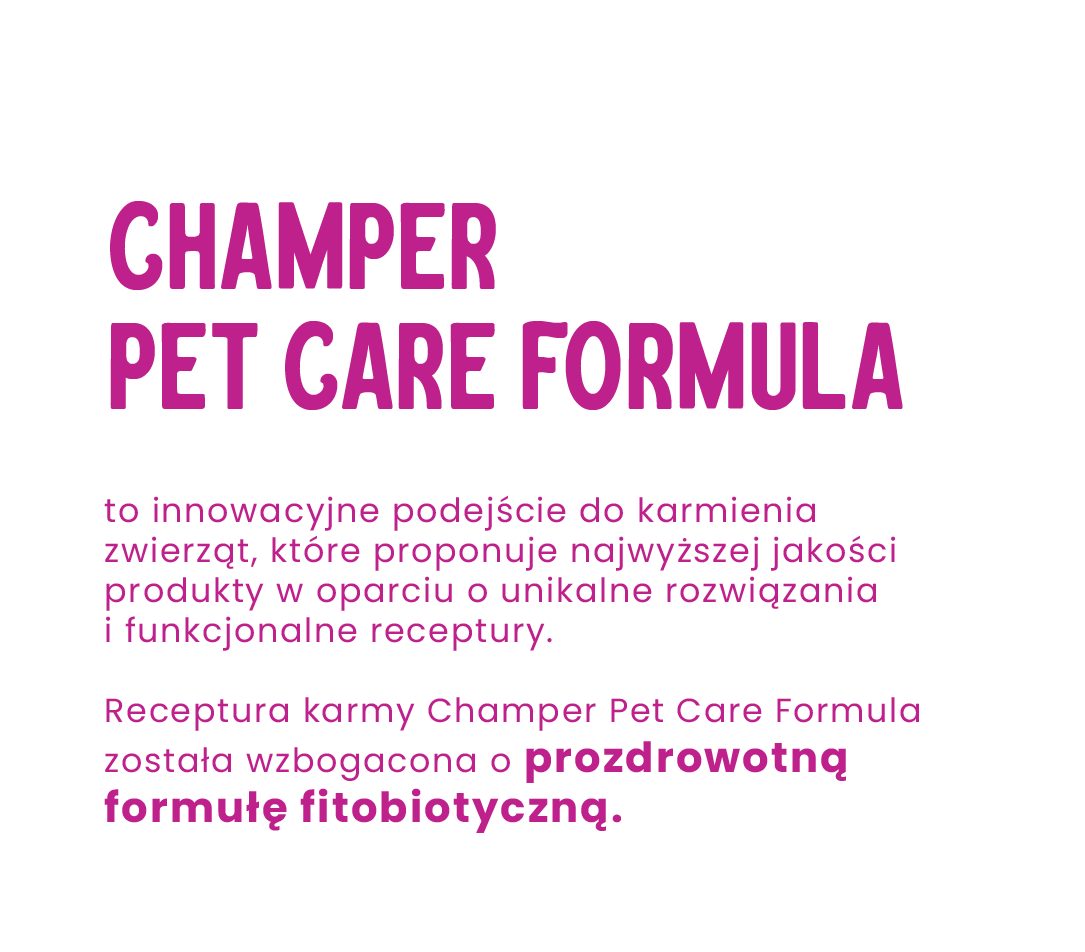 CHAMPER
PET CARE FORMULA
to innowacyjne podejście do karmienia
zwierząt, które proponuje najwyższej jakości
produkty w oparciu o unikalne rozwiązania
i funkcjonalne receptury.
Receptura karmy Champer Pet Care Formula
została wzbogacona o prozdrowotną
formułę fitobiotyczną.